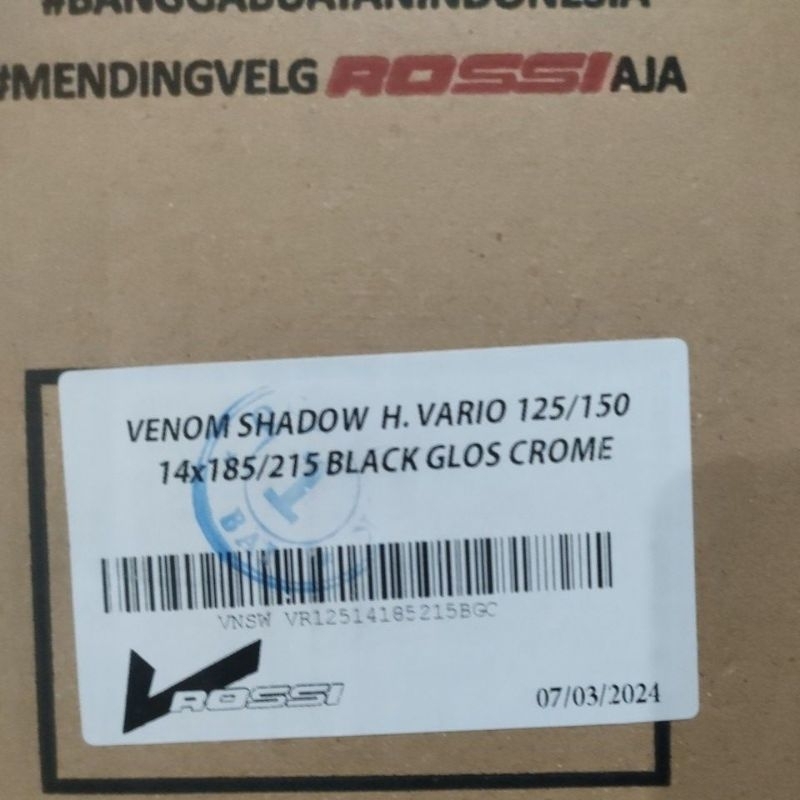 #BANGGABUATANINDONESIA
#MENDINGVELG ROSSI AJA
VENOM SHADOW H. VARIO 125/150
14x185/215 BLACK GLOS CROME
VNSW VR12514185215BGC
ROSSI
07/03/2024